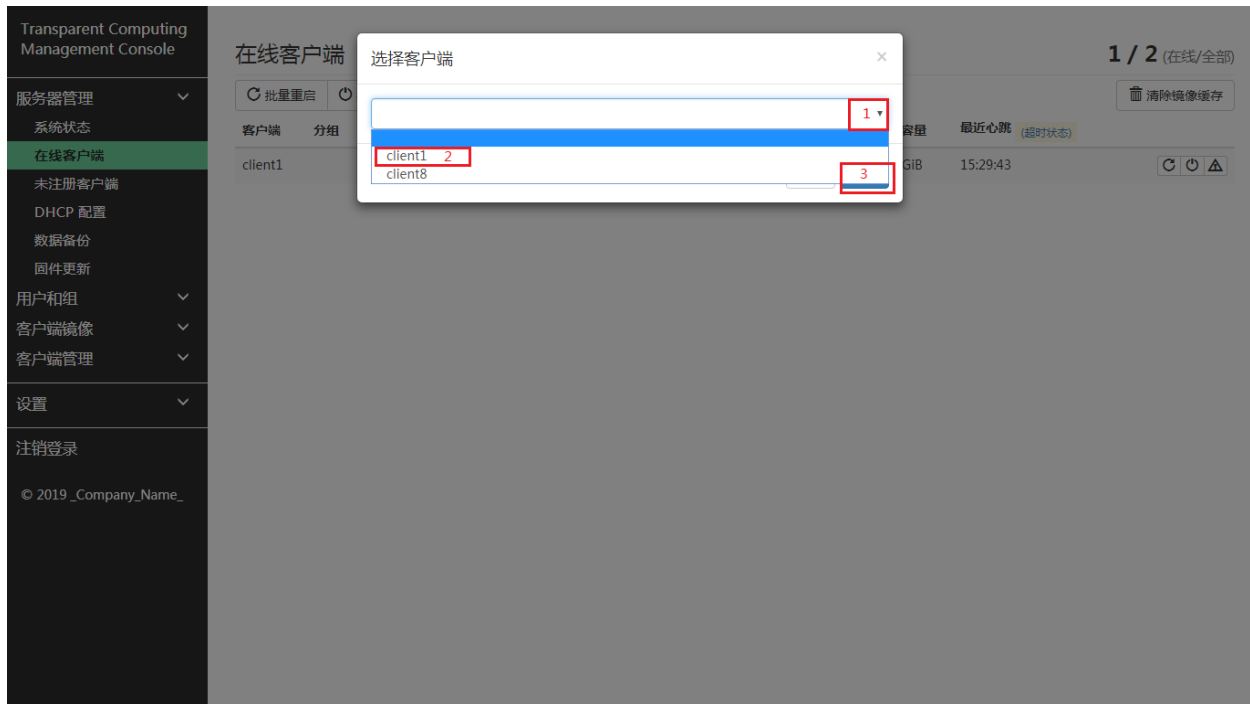 Transparent Computing
Management Console
服务器管理
系统状态
在线客户端
未注册客户端
DHCP 配置
数据备份
固件更新
用户和组
客户端镜像
客户端管理
设置
注销登录
© 2019 _Company_Name_
在线客户端
1 / 2 (在线/全部)
批量重启
清除镜像缓存
客户端 分组 容量 最近心跳 (超时状态)
client1 GiB 15:29:43
选择客户端 ×
1
client1 2
client8
3